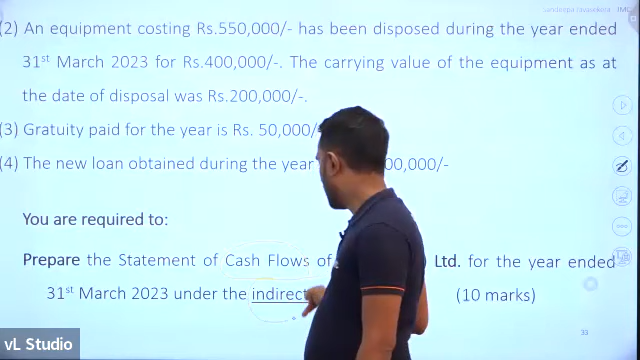 sandeepa Jayasekera IMC
(2) An equipment costing Rs.550,000/- has been disposed during the year ended
31st March 2023 for Rs.400,000/-. The carrying value of the equipment as at
the date of disposal was Rs.200,000/-.
(3) Gratuity paid for the year is Rs. 50,000/
(4) The new loan obtained during the year 00,000/-
You are required to:
Prepare the Statement of Cash Flows of ) Ltd. for the year ended
31st March 2023 under the indirect (10 marks)
33
vL Studio